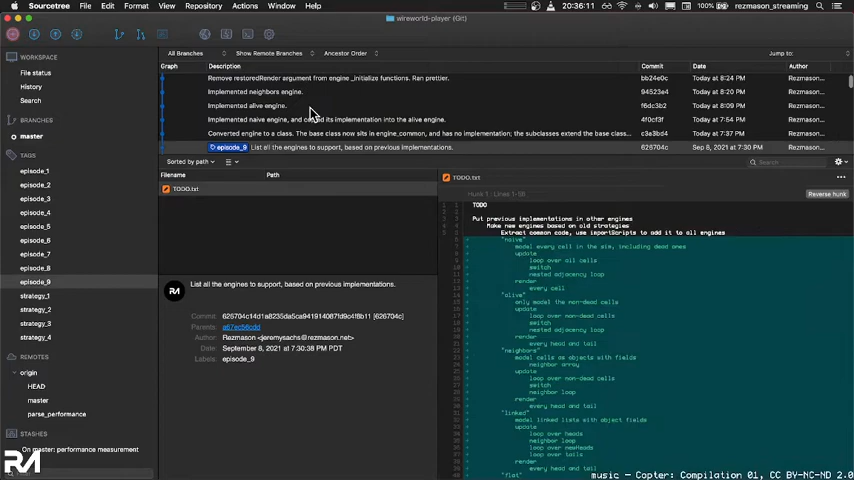 Sourcetree File Edit Format View Repository Actions Window Help 100% rezmason_streaming 20:36:11
wireworld-player (Git)
WORKSPACE
File status
History
Search
BRANCHES
master
TAGS
episode_1
episode_2
episode_3
episode_4
episode_5
episode_6
episode_7
episode_8
episode_9
strategy_1
strategy_2
strategy_3
strategy_4
REMOTES
origin
HEAD
master
parse_performance
STASHES
On master: performance measurement
All Branches Show Remote Branches Ancestor Order Jump to:
Graph Description Commit Date Author
Remove restoredRender argument from engine _initialize functions. Ran prettier. bb24e0c Today at 8:24 PM Rezmason...
Implemented neighbors engine. 94523e4 Today at 8:20 PM Rezmason...
Implemented alive engine. f6dc3b2 Today at 8:09 PM Rezmason...
Implemented naive engine, and its implementation into the alive engine. 4f0cf3f Today at 7:54 PM Rezmason...
Converted engine to a class. The base class now sits in engine_common, and has no implementation; the subclasses extend the base class... c3a3bd4 Today at 7:37 PM Rezmason...
episode_9 List all the engines to support, based on previous implementations. 626704c Sep 8, 2021 at 7:30 PM Rezmason...
Sorted by path Search
Filename Path
TODO.txt
List all the engines to support, based on previous implementations.
Parents: a67ec56cdd
Author: Rezmason <jeremysachs@rezmason.net>
Date: September 8, 2021 at 7:30:38 PM PDT
Labels: episode_9
TODO.txt
Reverse hunk
TODO
Put previous implementations in other engines
Make new engines based on old strategies
Extract common code, use importScripts to add it to all engines
"naive"
model every cell in the sim, including dead ones
update
loop over all cells
switch
nested adjacency loop
render
every cell
"alive"
only model the non-dead cells
update
loop over non-dead cells
switch
nested adjacency loop
render
every head and tail
"neighbors"
model cells as objects with fields
neighbor array
update
loop over non-dead cells
switch
neighbor loop
render
every head and tail
"linked"
model linked lists with object fields
update
loop over heads
neighbor loop
loop over newHeads
loop over tails
render
every head and tail
"flat"
RM
music - Copter: Compilation 01, CC BY-NC-ND 2.0